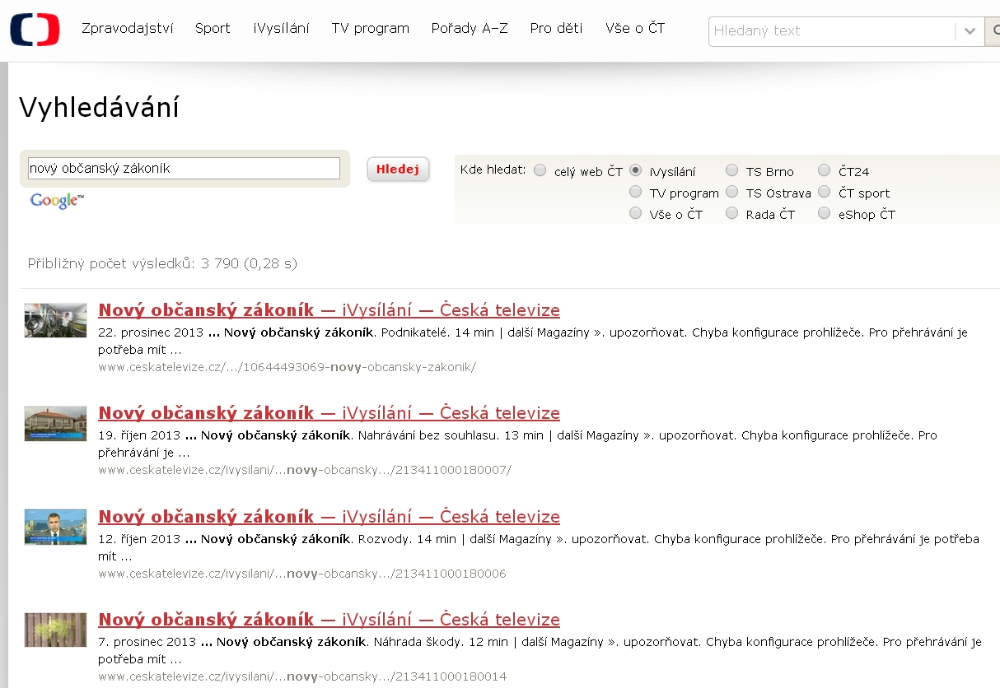 Zpravodajství Sport iVysílání TV program Pořady A–Z Pro děti Vše o ČT Hledaný text
Vyhledávání
nový občanský zákoník Hledej
Google™
Kde hledat: celý web ČT iVysílání TS Brno ČT24
TV program TS Ostrava ČT sport
Vše o ČT Rada ČT eShop ČT
Přibližný počet výsledků: 3 790 (0,28 s)
Nový občanský zákoník — iVysílání — Česká televize
22. prosinec 2013 ... Nový občanský zákoník. Podnikatelé. 14 min | další Magazíny ». upozorňovat. Chyba konfigurace prohlížeče. Pro přehrávání je
potřeba mít ...
www.ceskatelevize.cz/.../10644493069-novy-obcansky-zakonik/
Nový občanský zákoník — iVysílání — Česká televize
19. říjen 2013 ... Nový občanský zákoník. Nahrávání bez souhlasu. 13 min | další Magazíny ». upozorňovat. Chyba konfigurace prohlížeče. Pro
přehrávání je ...
www.ceskatelevize.cz/ivysilani/...novy-obcansky.../213411000180007/
Nový občanský zákoník — iVysílání — Česká televize
12. říjen 2013 ... Nový občanský zákoník. Rozvody. 14 min | další Magazíny ». upozorňovat. Chyba konfigurace prohlížeče. Pro přehrávání je potřeba
mít ...
www.ceskatelevize.cz/ivysilani/...novy-obcansky.../213411000180006
Nový občanský zákoník — iVysílání — Česká televize
7. prosinec 2013 ... Nový občanský zákoník. Náhrada škody. 12 min | další Magazíny ». upozorňovat. Chyba konfigurace prohlížeče. Pro přehrávání je
potřeba mít ...
www.ceskatelevize.cz/ivysilani/...novy-obcansky.../213411000180014